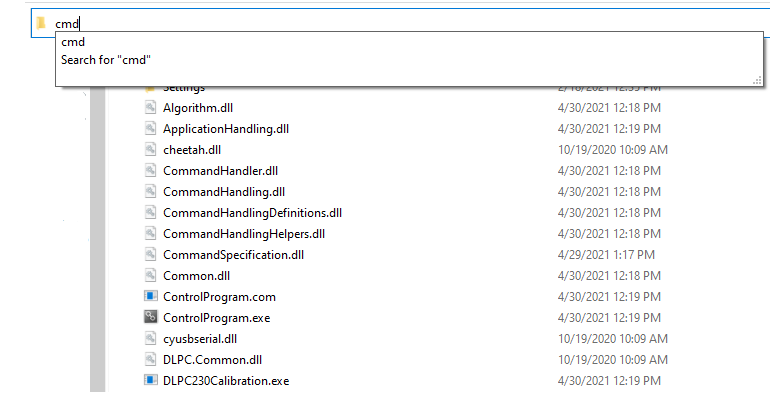 cmd
cmd
Search for "cmd"
Settings 2/18/2021 12:55 PM
Algorithm.dll 4/30/2021 12:18 PM
ApplicationHandling.dll 4/30/2021 12:19 PM
cheetah.dll 10/19/2020 10:09 AM
CommandHandler.dll 4/30/2021 12:18 PM
CommandHandling.dll 4/30/2021 12:18 PM
CommandHandlingDefinitions.dll 4/30/2021 12:18 PM
CommandHandlingHelpers.dll 4/30/2021 12:18 PM
CommandSpecification.dll 4/29/2021 1:17 PM
Common.dll 4/30/2021 12:18 PM
ControlProgram.com 4/30/2021 12:19 PM
ControlProgram.exe 4/30/2021 12:19 PM
cyusbserial.dll 10/19/2020 10:09 AM
DLPC.Common.dll 10/19/2020 10:09 AM
DLPC230Calibration.exe 4/30/2021 12:19 PM